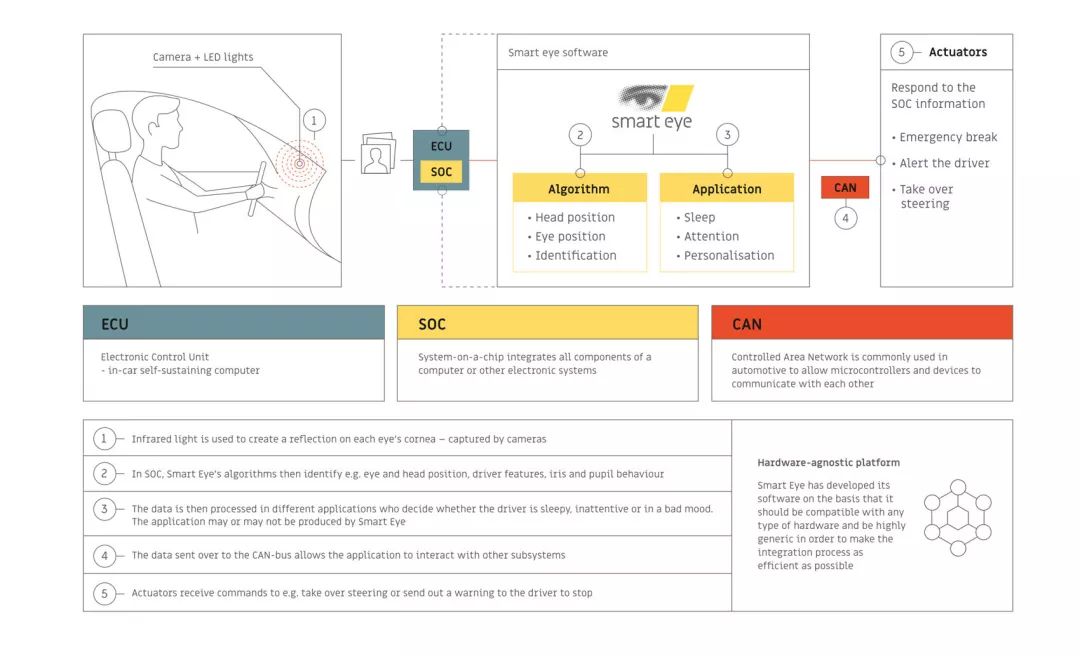 Camera + LED lights
1
ECU
SOC
Smart eye software
smart eye
2
3
Algorithm
• Head position
• Eye position
• Identification
Application
• Sleep
• Attention
• Personalisation
CAN
4
5 Actuators
Respond to the
SOC information
• Emergency break
• Alert the driver
• Take over
steering
ECU
Electronic Control Unit
- in-car self-sustaining computer
SOC
System-on-a-chip integrates all components of a
computer or other electronic systems
CAN
Controlled Area Network is commonly used in
automotive to allow microcontrollers and devices to
communicate with each other
1 Infrared light is used to create a reflection on each eye's cornea – captured by cameras
2 In SOC, Smart Eye's algorithms then identify e.g. eye and head position, driver features, iris and pupil behaviour
3 The data is then processed in different applications who decide whether the driver is sleepy, inattentive or in a bad mood.
The application may or may not be produced by Smart Eye
4 The data sent over to the CAN-bus allows the application to interact with other subsystems
5 Actuators receive commands to e.g. take over steering or send out a warning to the driver to stop
Hardware-agnostic platform
Smart Eye has developed its
software on the basis that it
should be compatible with any
type of hardware and be highly
generic in order to make the
integration process as
efficient as possible